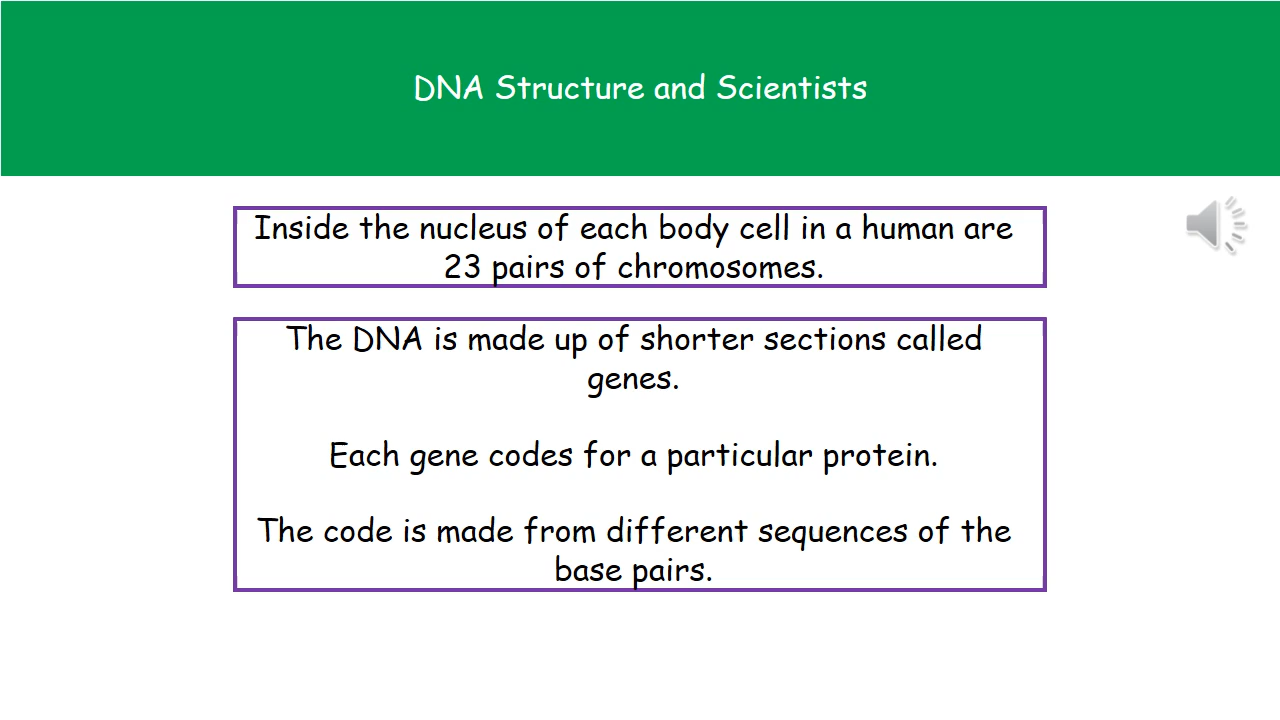 DNA Structure and Scientists
Inside the nucleus of each body cell in a human are
23 pairs of chromosomes.
The DNA is made up of shorter sections called
genes.
Each gene codes for a particular protein.
The code is made from different sequences of the
base pairs.